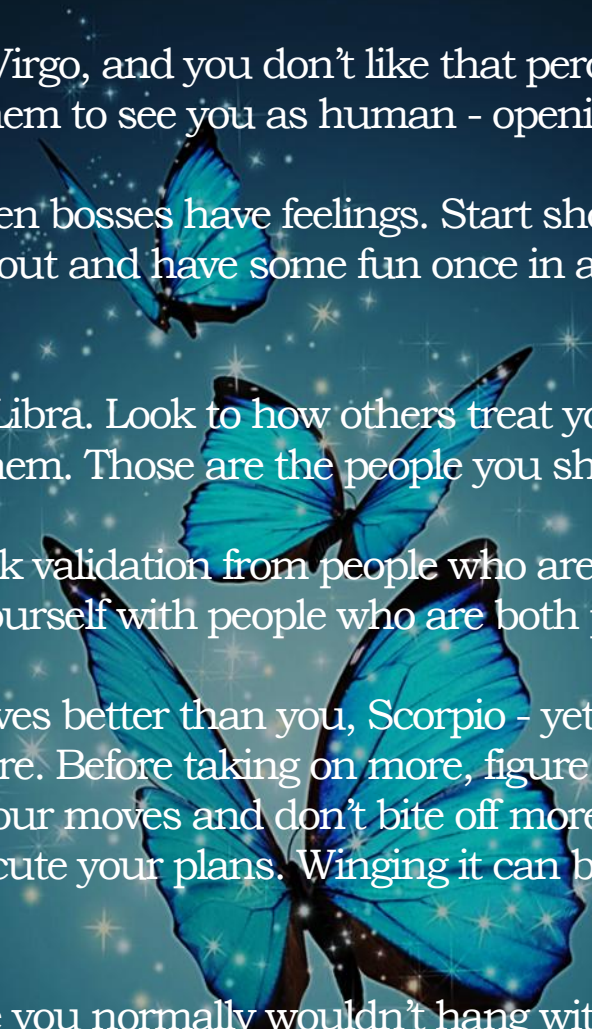 Virgo, and you don't like that perc
em to see you as human - openi
en bosses have feelings. Start sho
out and have some fun once in a
Libra. Look to how others treat yo
em. Those are the people you sh
k validation from people who are
ourself with people who are both
ves better than you, Scorpio - yet
re. Before taking on more, figure
our moves and don't bite off more
cute your plans. Winging it can b
e you normally wouldn't hang wit